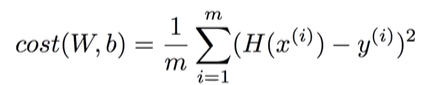 cost(W, b) = \frac{1}{m} \sum_{i=1}^{m} (H(x^{(i)}) - y^{(i)})^2